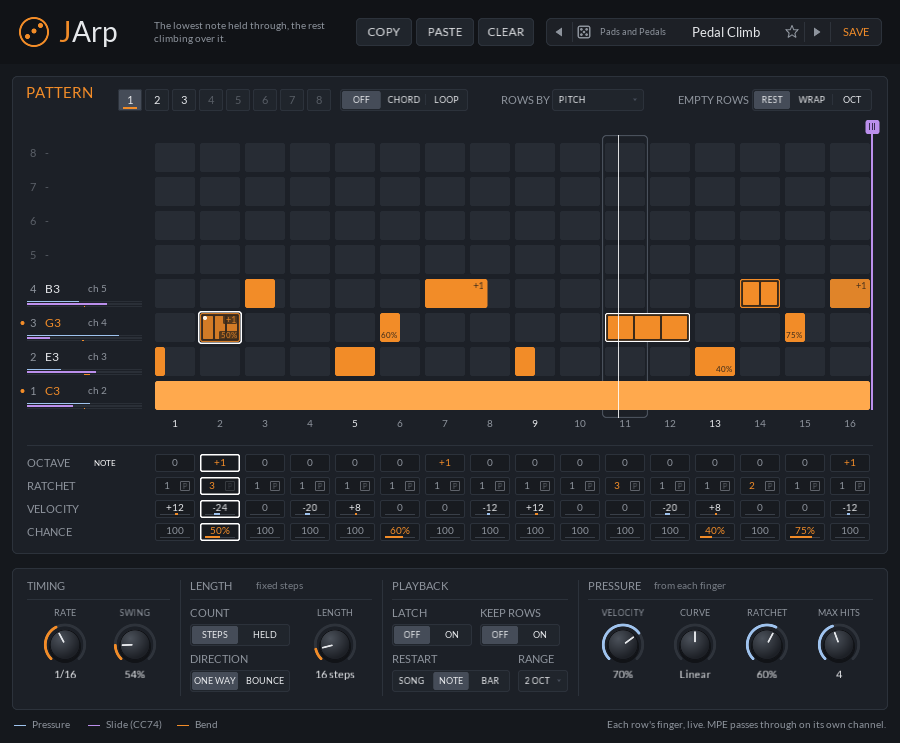 JArp
The lowest note held through, the rest
climbing over it.
COPY PASTE CLEAR
Pads and Pedals Pedal Climb SAVE
PATTERN 1 2 3 4 5 6 7 8 OFF CHORD LOOP ROWS BY PITCH EMPTY ROWS REST WRAP OCT
8 -
7 -
6 -
5 -
4 B3 ch 5 +1 +1
3 G3 ch 4 +1 50% 60% 75%
2 E3 ch 3 40%
1 C3 ch 2
1 2 3 4 5 6 7 8 9 10 11 12 13 14 15 16
OCTAVE NOTE 0 +1 0 0 0 0 +1 0 0 0 0 0 0 0 0 +1
RATCHET 1 P 3 P 1 P 1 P 1 P 1 P 1 P 1 P 1 P 1 P 3 P 1 P 1 P 2 P 1 P 1 P
VELOCITY +12 -24 0 -20 +8 0 0 -12 +12 0 0 -20 +8 0 0 -12
CHANCE 100 50% 100 100 100 60% 100 100 100 100 100 100 40% 100 75% 100
TIMING LENGTH fixed steps PLAYBACK PRESSURE from each finger
RATE SWING COUNT LENGTH LATCH KEEP ROWS VELOCITY CURVE RATCHET MAX HITS
STEPS HELD OFF ON OFF ON
DIRECTION RESTART RANGE
1/16 54% ONE WAY BOUNCE 16 steps SONG NOTE BAR 2 OCT 70% Linear 60% 4
Pressure Slide (CC74) Bend Each row's finger, live. MPE passes through on its own channel.